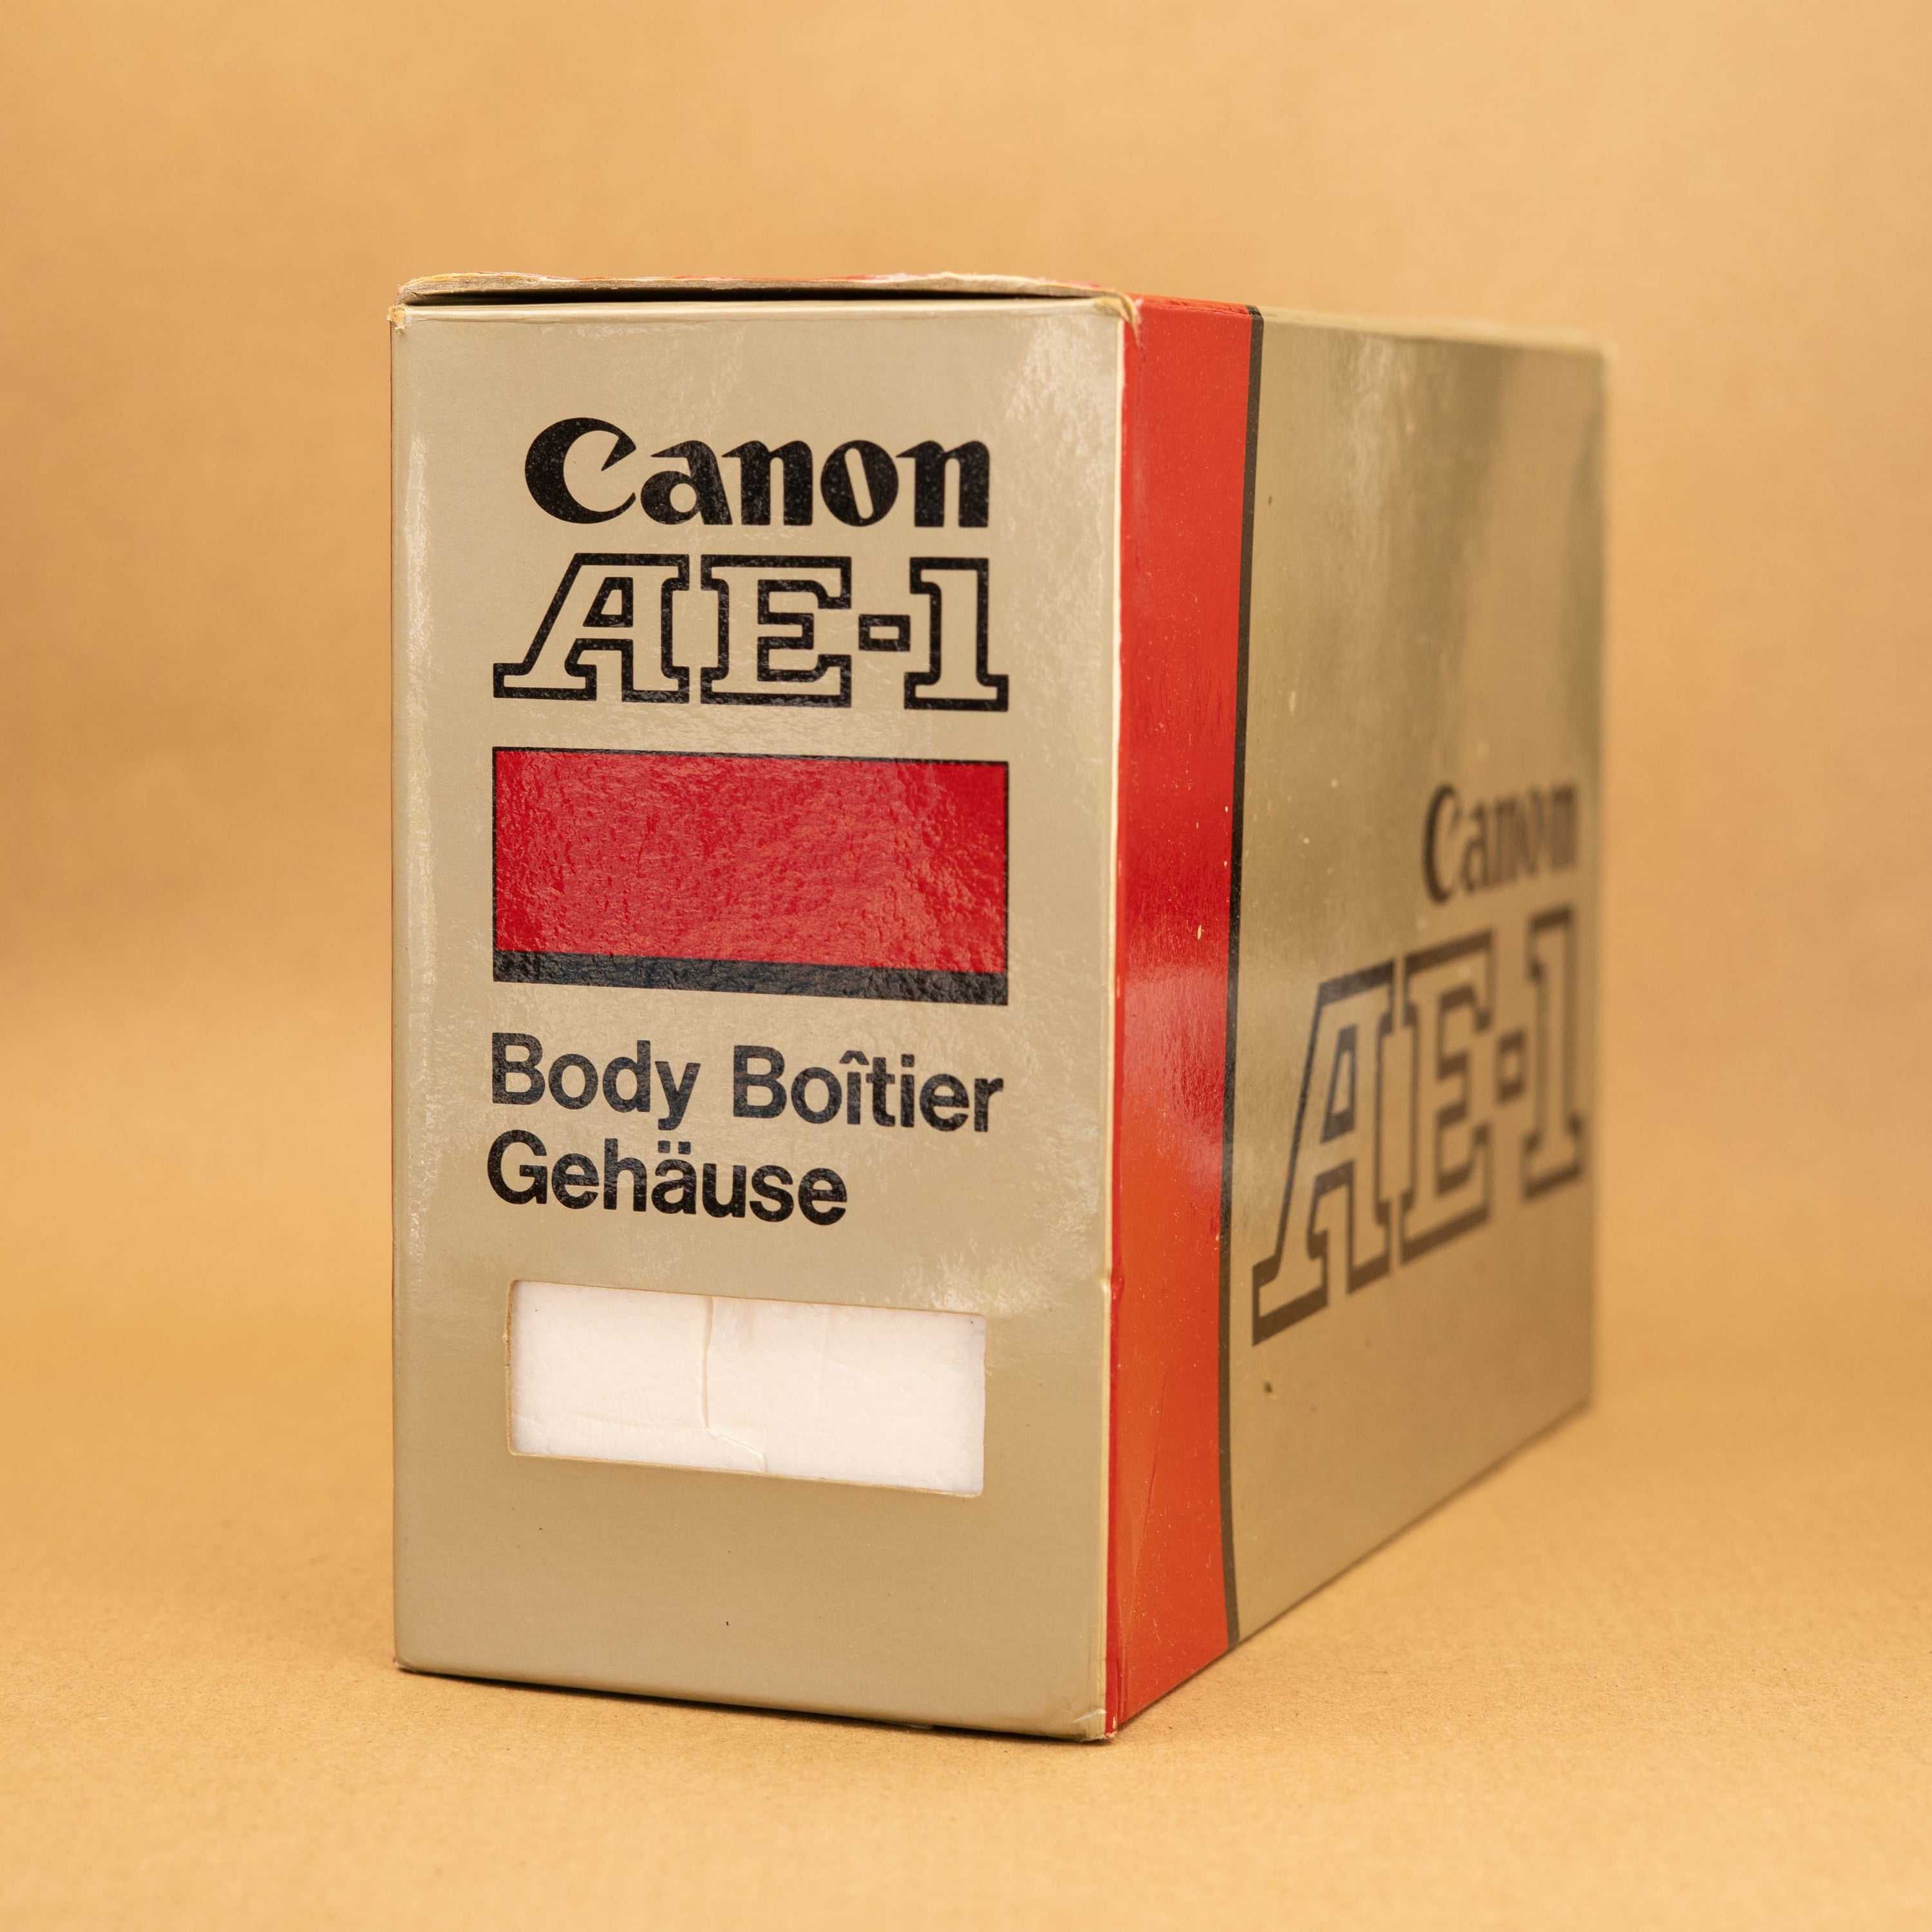 Canon
AE-1
Body Boîtier
Gehäuse
Canon
AE-1